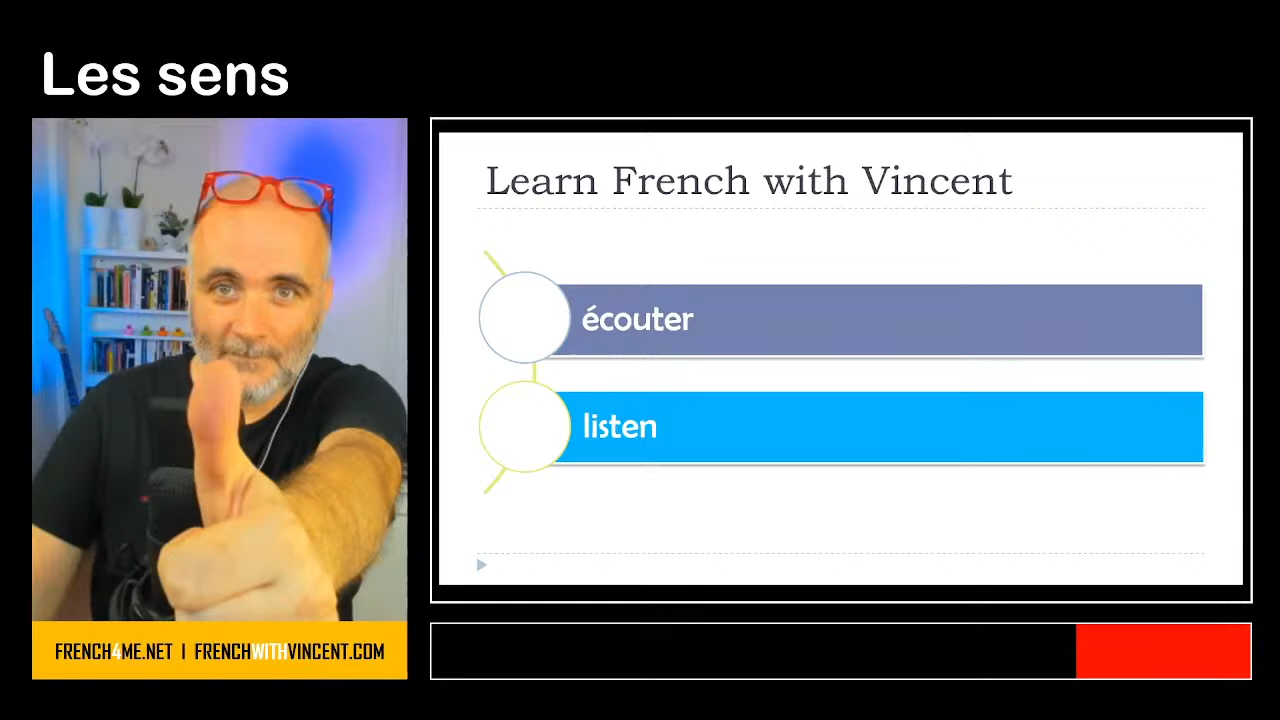 Les sens
Learn French with Vincent
écouter
listen
FRENCH4ME.NET | FRENCHWITHVINCENT.COM